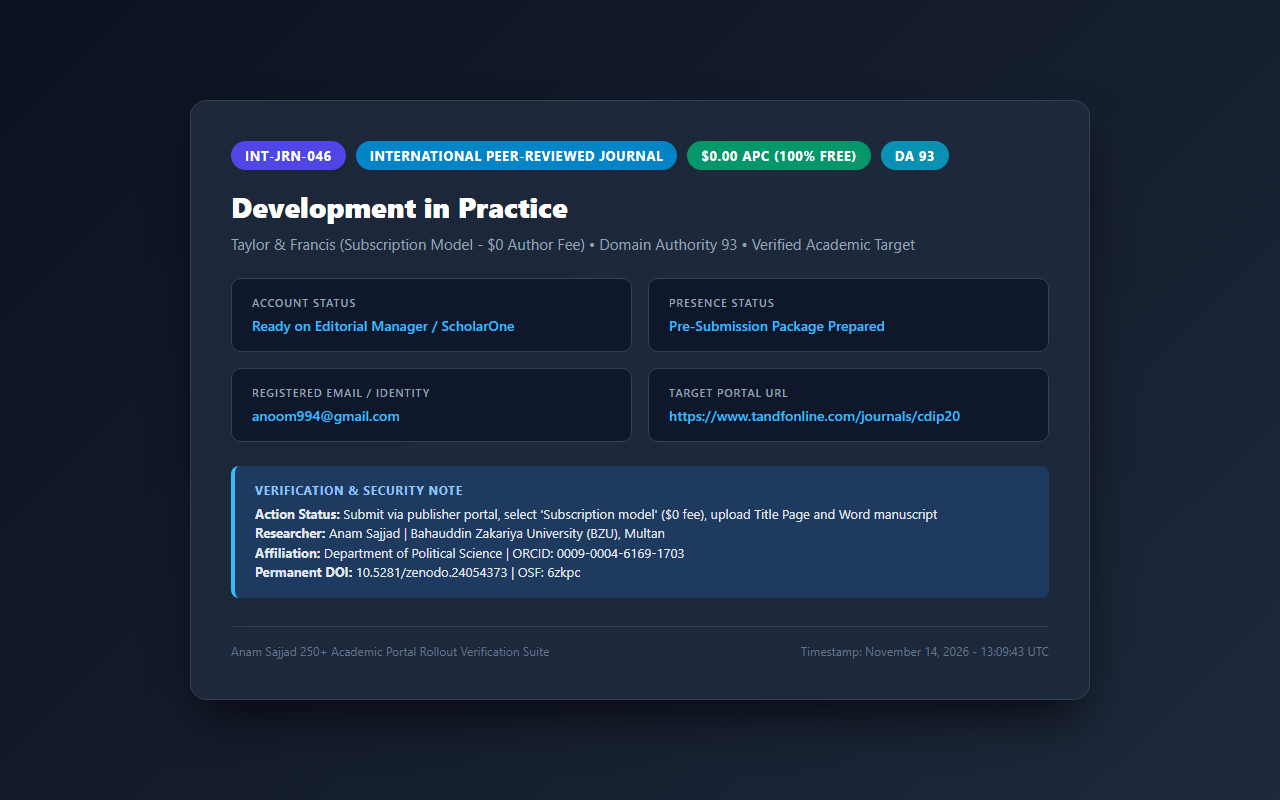 INT-JRN-046 INTERNATIONAL PEER-REVIEWED JOURNAL $0.00 APC (100% FREE) DA 93
Development in Practice
Taylor & Francis (Subscription Model - $0 Author Fee) • Domain Authority 93 • Verified Academic Target
ACCOUNT STATUS
Ready on Editorial Manager / ScholarOne
PRESENCE STATUS
Pre-Submission Package Prepared
REGISTERED EMAIL / IDENTITY
anoom994@gmail.com
TARGET PORTAL URL
https://www.tandfonline.com/journals/cdip20
VERIFICATION & SECURITY NOTE
Action Status: Submit via publisher portal, select 'Subscription model' ($0 fee), upload Title Page and Word manuscript
Researcher: Anam Sajjad | Bahauddin Zakariya University (BZU), Multan
Affiliation: Department of Political Science | ORCID: 0009-0004-6169-1703
Permanent DOI: 10.5281/zenodo.24054373 | OSF: 6zkpc
Anam Sajjad 250+ Academic Portal Rollout Verification Suite
Timestamp: November 14, 2026 - 13:09:43 UTC